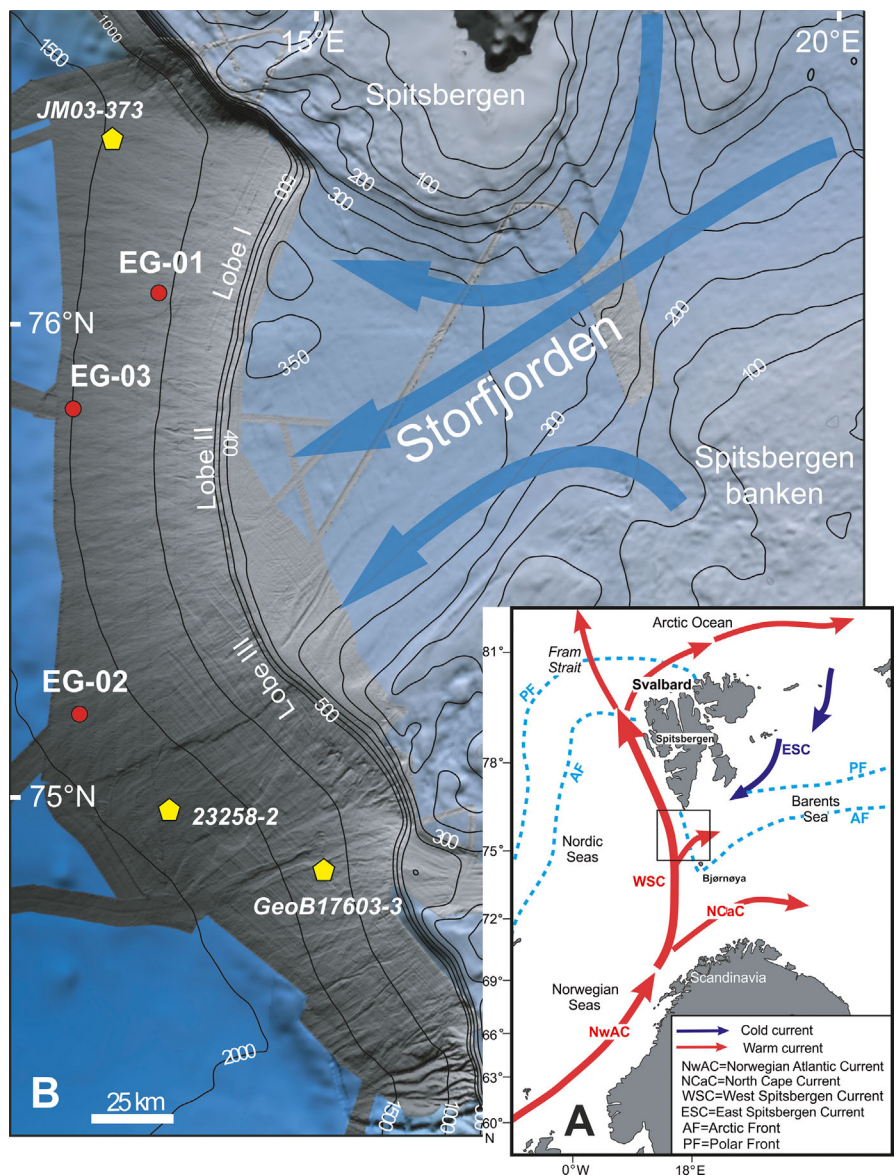 1000
1500
15°E
20°E
JM03-373
Spitsbergen
100
200
300
500
Lobe I
EG-01
76°N
200
350
EG-03
100
Storfjorden
300
Lobe II
400
Spitsbergen
banken
Lobe III
EG-02
500
75°N
23258-2
300
GeoB17603-3
2000
B
25 km
1500
1000
Arctic Ocean
81°
Fram
Strait
PF
Svalbard
Spitsbergen
ESC
AF
78°
PF
Barents
Sea
AF
Nordic
Seas
75°
Bjørnøya
WSC
72°
NCaC
69°
Scandinavia
Norwegian
Seas
66°
NwAC
63°
60°
N
A
Cold current
Warm current
NwAC=Norwegian Atlantic Current
NCaC=North Cape Current
WSC=West Spitsbergen Current
ESC=East Spitsbergen Current
AF=Arctic Front
PF=Polar Front
0°W
18°E